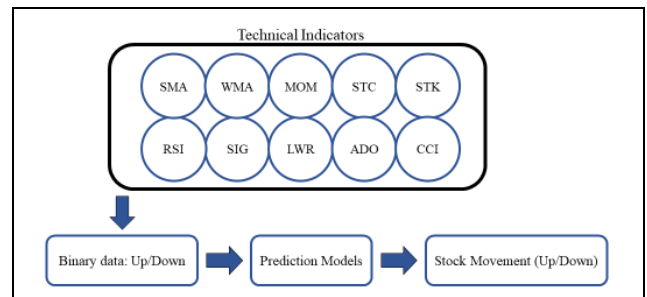 Technical Indicators
SMA WMA MOM STC STK
RSI SIG LWR ADO CCI
Binary data: Up/Down Prediction Models Stock Movement (Up/Down)